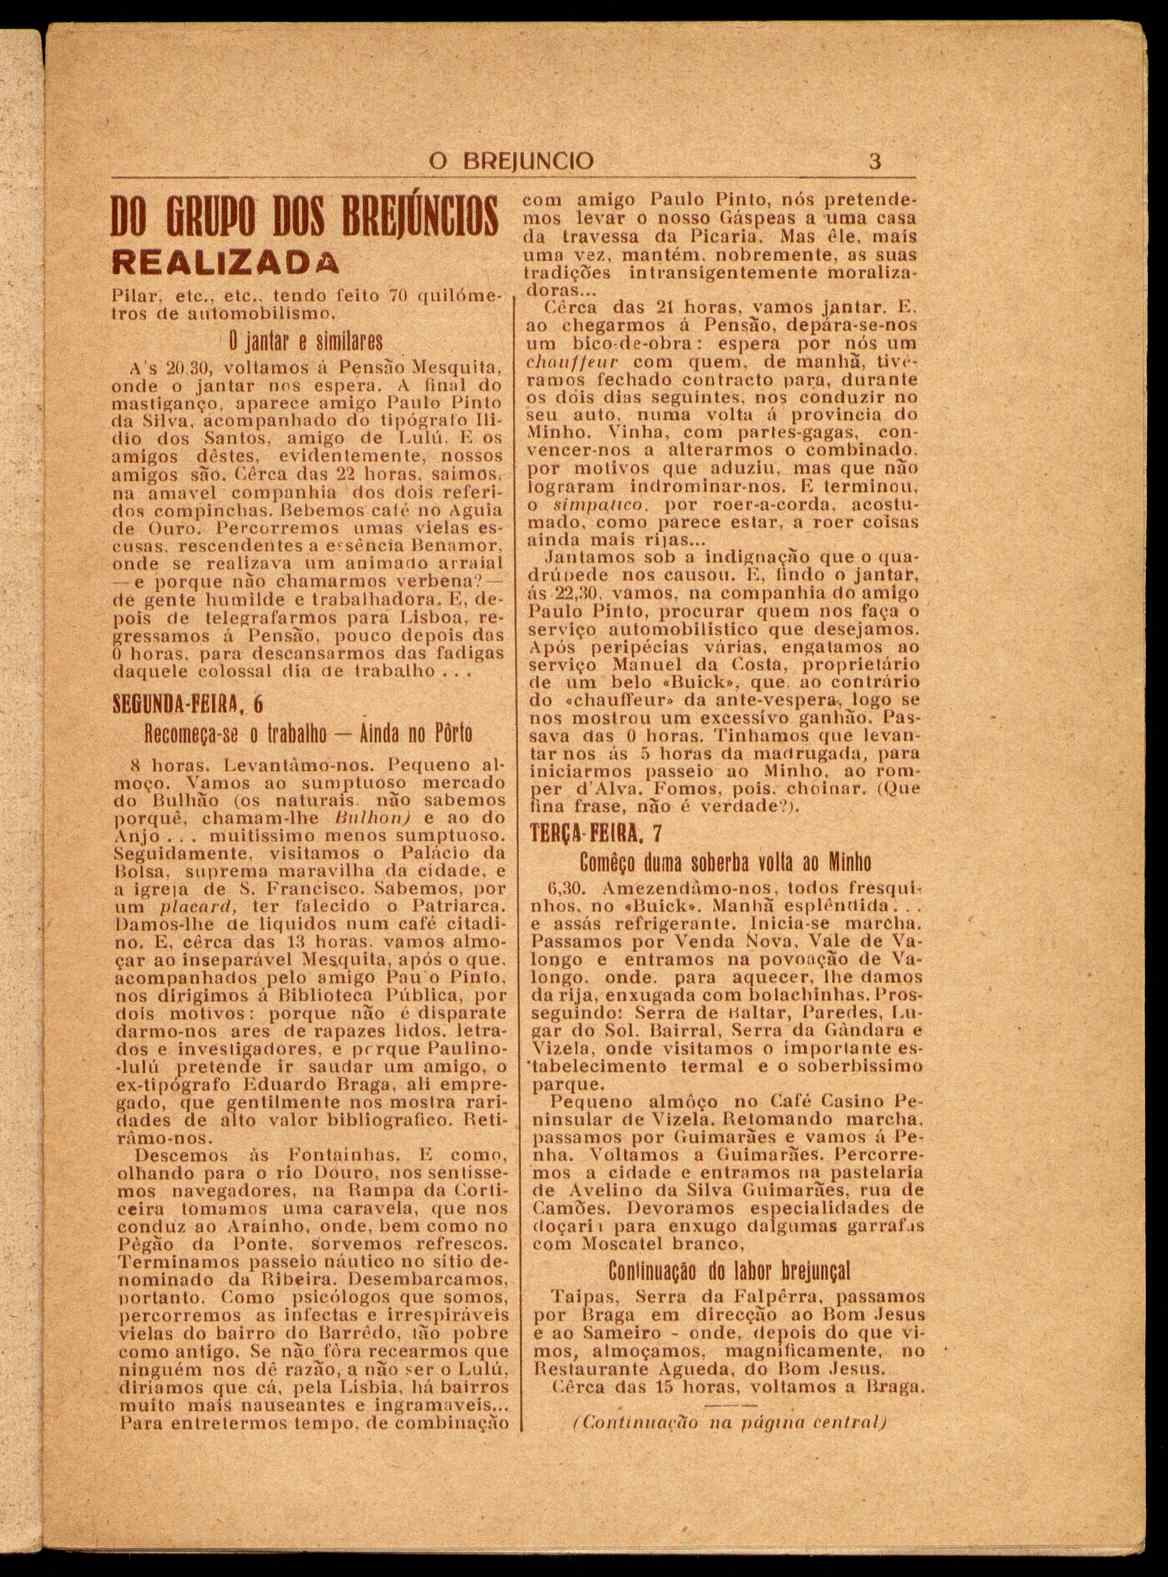 O BREJUNCIO 3
DO GRUPO DOS BREJÚNCIOS
REALIZADA
Pilar, etc., etc., tendo feito 70 quilóme-
tros de automobilismo.
O jantar e similares
A's 20,30, voltamos á Pensão Mesquita,
onde o jantar nos espera. A final do
mastiganço, aparece amigo Paulo Pinto
da Silva, acompanhado do tipógrafo Ili-
dio dos Santos, amigo de Lulú. E os
amigos dêstes, evidentemente, nossos
amigos são. Cêrca das 22 horas, saimos,
na amavel companhia dos dois referi-
dos compinchas. Bebemos café no Aguia
de Ouro. Percorremos umas vielas es-
cusas, rescendentes a essência Benamor,
onde se realizava um animado arraial
—e porque não chamarmos verbena?—
de gente humilde e trabalhadora. E, de-
pois de telegrafarmos para Lisboa, re-
gressamos á Pensão, pouco depois das
0 horas, para descansarmos das fadigas
daquele colossal dia de trabalho . . .
SEGUNDA-FEIRA, 6
Recomeça-se o trabalho — Ainda no Pôrto
8 horas. Levantâmo-nos. Pequeno al-
moço. Vamos ao sumptuoso mercado
do Bulhão (os naturais, não sabemos
porquê, chamam-lhe Bulhon) e ao do
Anjo . . . muitissimo menos sumptuoso.
Seguidamente, visitamos o Palácio da
Bolsa, suprema maravilha da cidade, e
a igreja de S. Francisco. Sabemos, por
um placard, ter falecido o Patriarca.
Damos-lhe de liquidos num café citadi-
no. E, cêrca das 13 horas, vamos almo-
çar ao inseparável Mesquita, após o que,
acompanhados pelo amigo Pau o Pinto,
nos dirigimos á Biblioteca Pública, por
dois motivos: porque não é disparate
darmo-nos ares de rapazes lidos, letra-
dos e investigadores, e porque Paulino-
-lulú pretende ir saudar um amigo, o
ex-tipógrafo Eduardo Braga, ali empre-
gado, que gentilmente nos mostra rari-
dades de alto valor bibliografico. Reti-
râmo-nos.
Descemos ás Fontainhas. E como,
olhando para o rio Douro, nos sentisse-
mos navegadores, na Rampa da Corti-
ceira tomamos uma caravela, que nos
conduz ao Arainho, onde, bem como no
Pêgão da Ponte, sorvemos refrescos.
Terminamos passeio náutico no sitio de-
nominado da Ribeira. Desembarcamos,
portanto. Como psicólogos que somos,
percorremos as infectas e irrespiráveis
vielas do bairro do Barrêdo, tão pobre
como antigo. Se não fôra recearmos que
ninguém nos dê razão, a não ser o Lulú,
diriamos que cá, pela Lisbia, há bairros
muito mais nauseantes e ingramaveis...
Para entretermos tempo, de combinação
com amigo Paulo Pinto, nós pretende-
mos levar o nosso Gáspeas a uma casa
da travessa da Picaria. Mas êle, mais
uma vez, mantém, nobremente, as suas
tradições intransigentemente moraliza-
doras...
Cêrca das 21 horas, vamos jantar. E,
ao chegarmos á Pensão, depára-se-nos
um bico-de-obra: espera por nós um
chauffeur com quem, de manhã, tive-
ramos fechado contracto para, durante
os dóis dias seguintes, nos conduzir no
seu auto, numa volta á provincia do
Minho. Vinha, com partes-gagas, con-
vencer-nos a alterarmos o combinado,
por motivos que aduziu, mas que não
lograram indrominar-nos. E terminou,
o simpatico, por roer-a-corda, acostu-
mado, como parece estar, a roer coisas
ainda mais rijas...
Jantamos sob a indignação que o qua-
drúpede nos causou. E, findo o jantar,
ás 22,30, vamos, na companhia do amigo
Paulo Pinto, procurar quem nos faça o
serviço automobilistico que desejamos.
Após peripécias várias, engatamos ao
serviço Manuel da Costa, proprietário
de um belo «Buick», que, ao contrário
do «chauffeur» da ante-vespera, logo se
nos mostrou um excessivo ganhão. Pas-
sava das 0 horas. Tinhamos que levan-
tar nos ás 5 horas da madrugada, para
iniciarmos passeio ao Minho, ao rom-
per d'Alva. Fomos, pois, choinar. (Que
fina frase, não é verdade?).
TERÇA-FEIRA, 7
Comêço duma soberba volta ao Minho
6,30. Amezendâmo-nos, todos fresqui-
nhos, no «Buick». Manhã esplêndida . . .
e assás refrigerante. Inicia-se marcha.
Passamos por Venda Nova, Vale de Va-
longo e entramos na povoação de Va-
longo, onde, para aquecer, lhe damos
da rija, enxugada com bolachinhas. Pros-
seguindo: Serra de Baltar, Paredes, Lu-
gar do Sol, Bairral, Serra da Gândara e
Vizela, onde visitamos o importante es-
tabelecimento termal e o soberbissimo
parque.
Pequeno almôço no Café Casino Pe-
ninsular de Vizela. Retomando marcha,
passamos por Guimarães e vamos á Pe-
nha. Voltamos a Guimarães. Percorre-
mos a cidade e entramos na pastelaria
de Avelino da Silva Guimarães, rua de
Camões. Devoramos especialidades de
doçaria para enxugo dalgumas garrafas
com Moscatel branco,
Continuação do labor brejunçal
Taipas, Serra da Falpêrra, passamos
por Braga em direcção ao Bom Jesus
e ao Sameiro - onde, depois do que vi-
mos, almoçamos, magnificamente, no
Restaurante Agueda, do Bom Jesus.
Cêrca das 15 horas, voltamos a Braga.
(Continuação na página central)